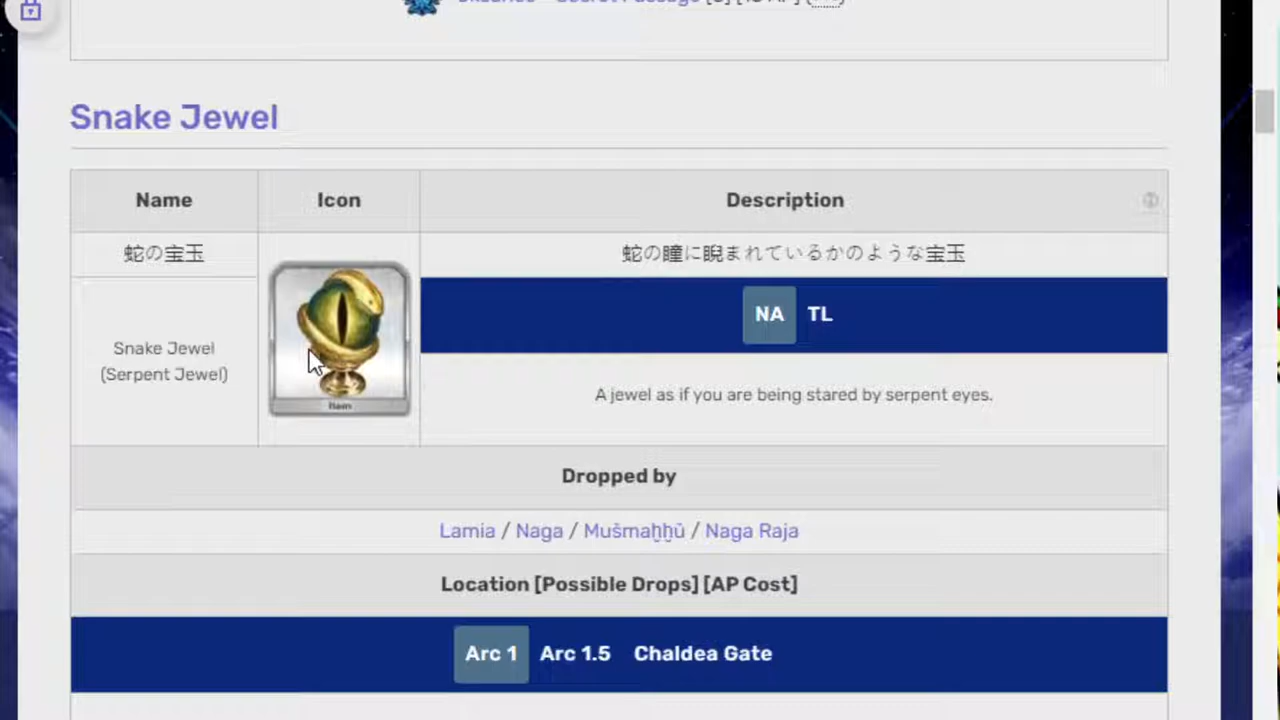 Snake Jewel
Name Icon Description
蛇の宝玉 蛇の瞳に睨まれているかのような宝玉
NA TL
Snake Jewel
(Serpent Jewel)
A jewel as if you are being stared by serpent eyes.
Item
Dropped by
Lamia / Naga / Mušmaḫḫū / Naga Raja
Location [Possible Drops] [AP Cost]
Arc 1 Arc 1.5 Chaldea Gate